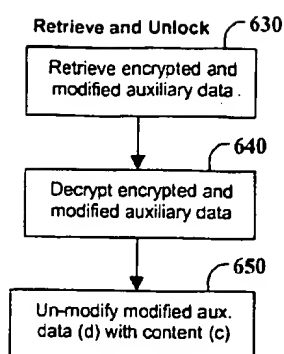 Retrieve and Unlock
630
Retrieve encrypted and
modified auxiliary data.
640
Decrypt encrypted and
modified auxiliary data
650
Un-modify modified aux.
data (d) with content (c)